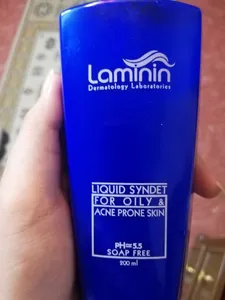 Laminin
Dermatology Laboratories
LIQUID SYNDET
FOR OILY &
ACNE PRONE SKIN
pH≃5.5
SOAP FREE
200 ml